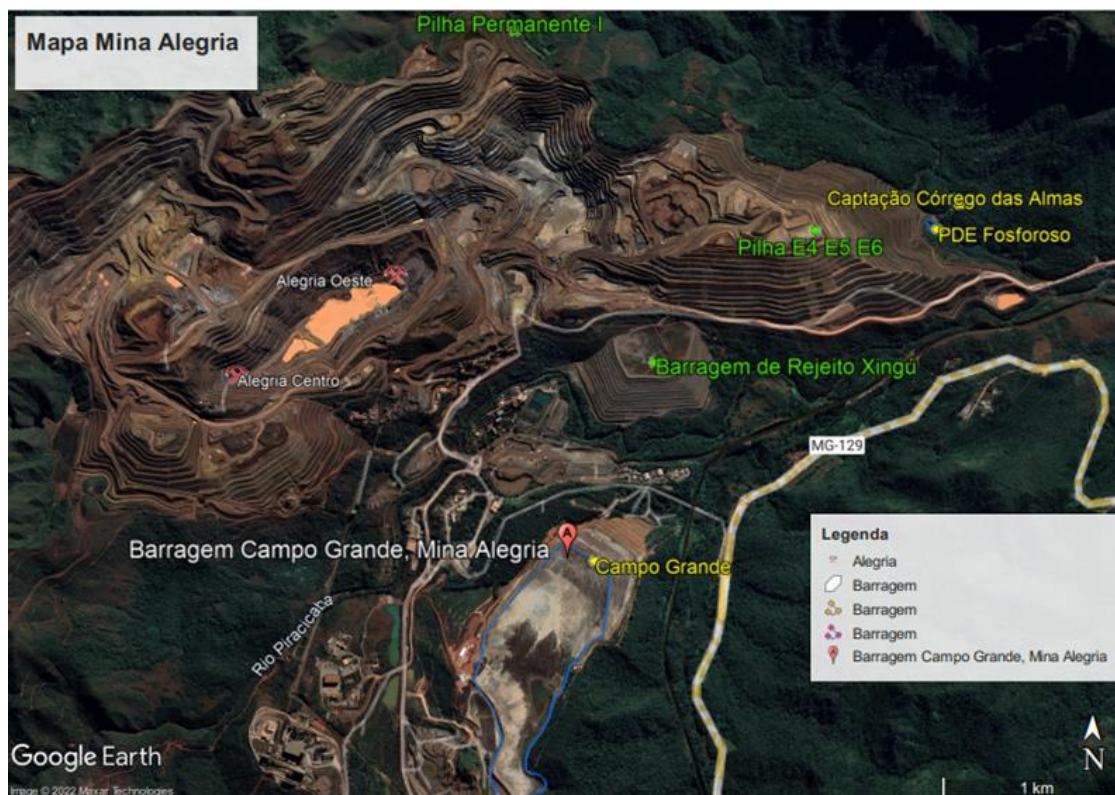 Mapa Mina Alegria
Pilha Permanente I
Captação Córrego das Almas
PDE Fosforoso
Pilha E4 E5 E6
Alegria Oeste
Barragem de Rejeito Xingú
Alegria Centro
MG-129
Barragem Campo Grande, Mina Alegria
A
Campo Grande
Rio Piracicaba
Legenda
Alegria
Barragem
Barragem
Barragem
A Barragem Campo Grande, Mina Alegria
Google Earth
Image © 2022 Maxar Technologies
N
1 km